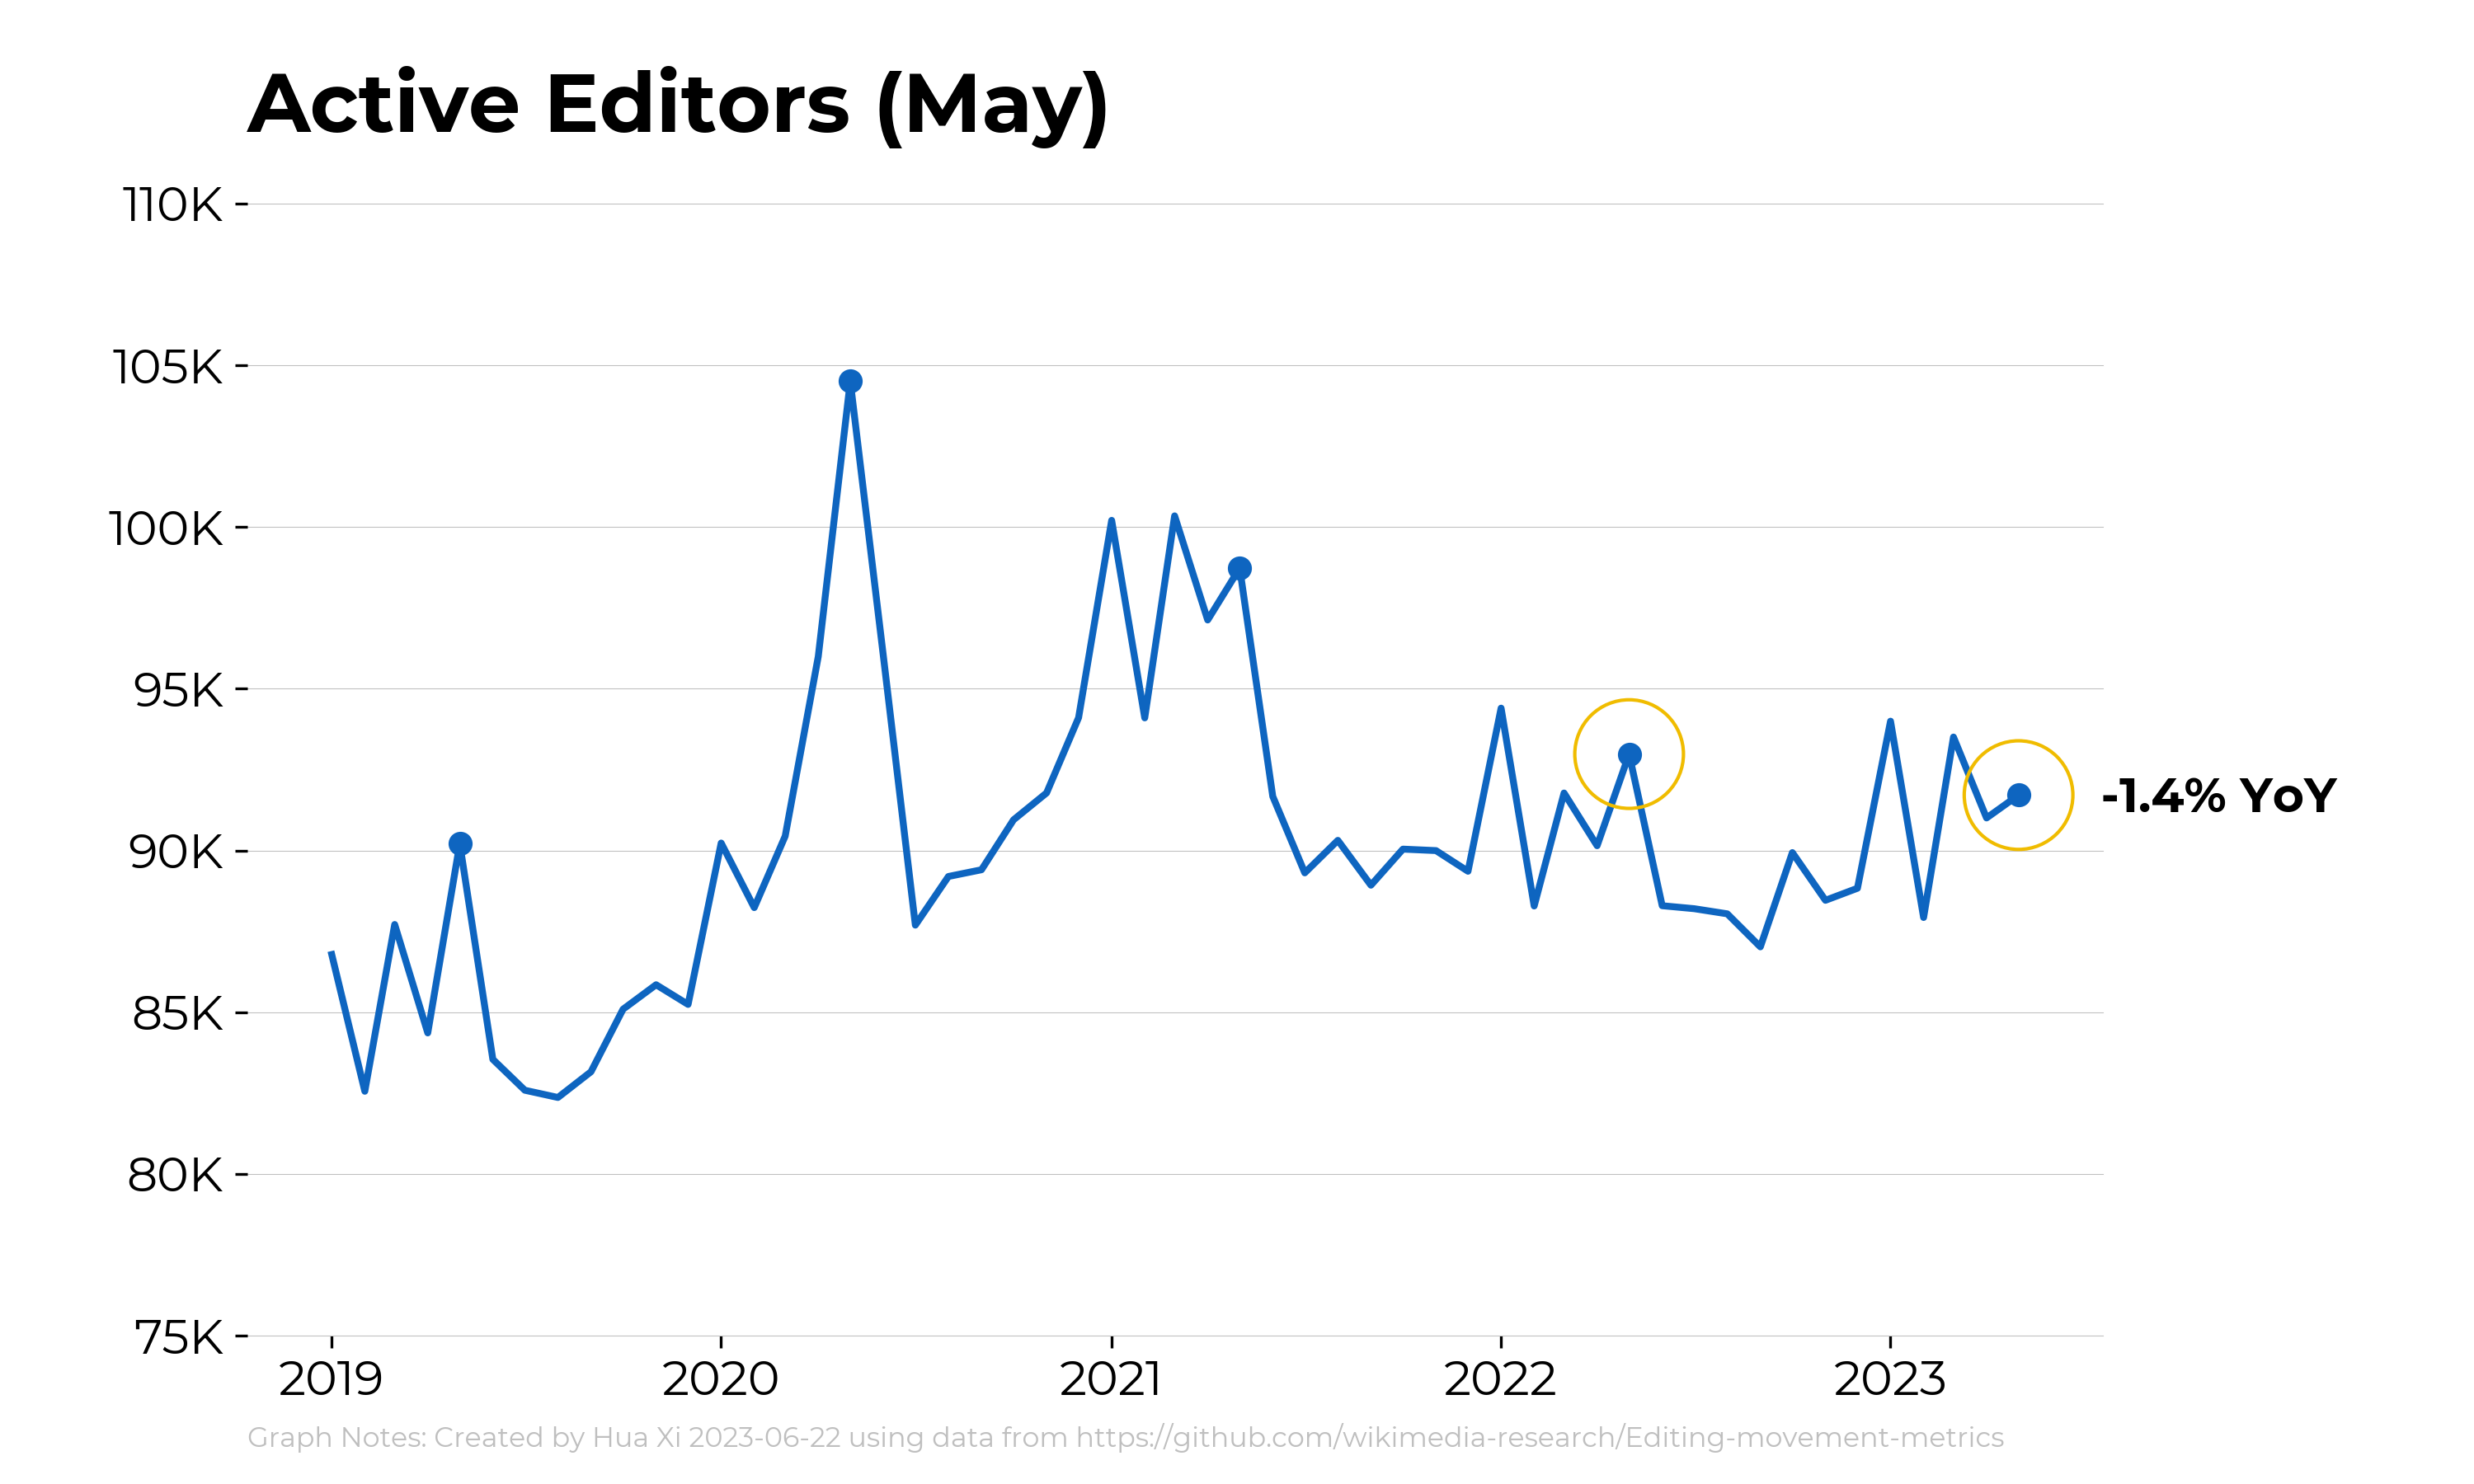 Active Editors (May)
110K
105K
100K
95K
90K
85K
80K
75K
-1.4% YoY
2019 2020 2021 2022 2023
Graph Notes: Created by Hua Xi 2023-06-22 using data from https://github.com/wikimedia-research/Editing-movement-metrics